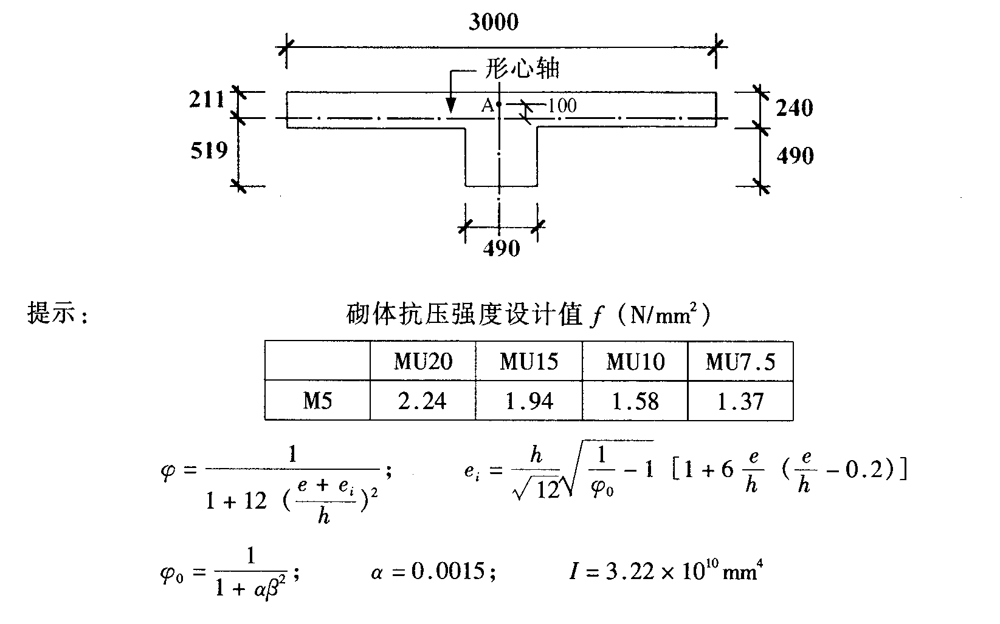 3000
形心轴
211
A
100
240
519
490
490
提示：
砌体抗压强度设计值 f (N/mm²)
MU20 MU15 MU10 MU7.5
M5 2.24 1.94 1.58 1.37
φ = 1 / (1 + 12 ((e + e_i)/h)²)； e_i = h/√12 √(1/φ₀ − 1) [1 + 6 e/h (e/h − 0.2)]
φ₀ = 1 / (1 + αβ²)； α = 0.0015； I = 3.22 × 10¹⁰ mm⁴